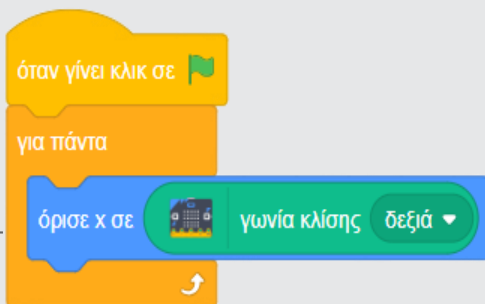 όταν γίνει κλικ σε
για πάντα
όρισε x σε γωνία κλίσης δεξιά